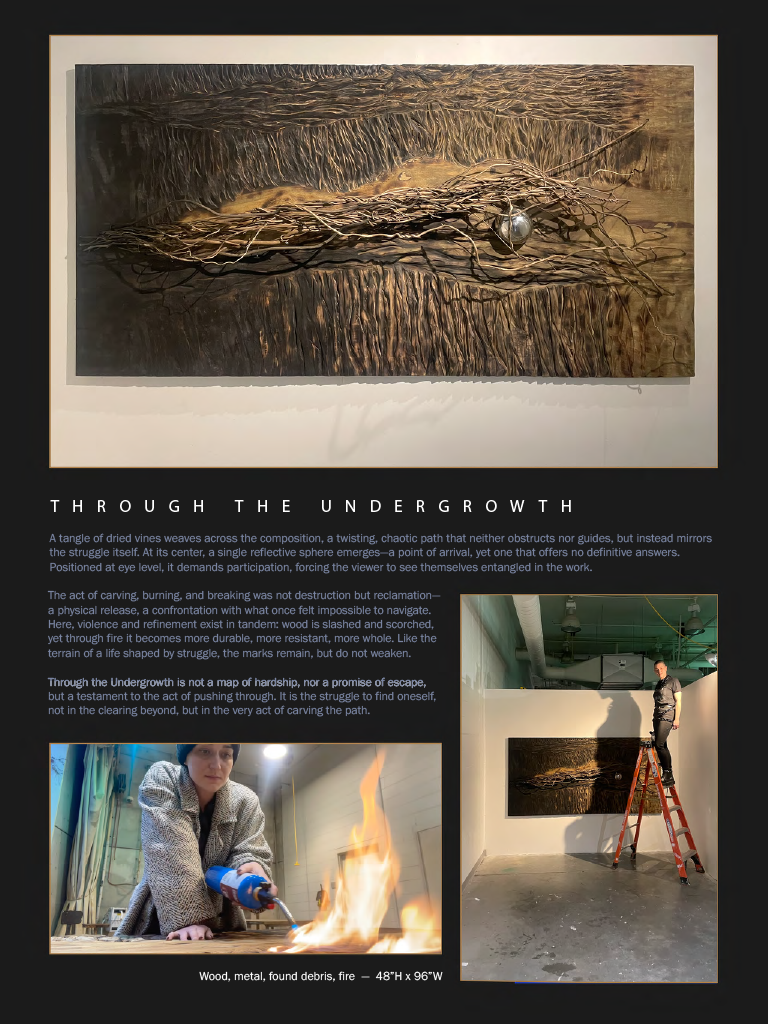 THROUGH THE UNDERGROWTH
A tangle of dried vines weaves across the composition, a twisting, chaotic path that neither obstructs nor guides, but instead mirrors
the struggle itself. At its center, a single reflective sphere emerges—a point of arrival, yet one that offers no definitive answers.
Positioned at eye level, it demands participation, forcing the viewer to see themselves entangled in the work.
The act of carving, burning, and breaking was not destruction but reclamation—
a physical release, a confrontation with what once felt impossible to navigate.
Here, violence and refinement exist in tandem: wood is slashed and scorched,
yet through fire it becomes more durable, more resistant, more whole. Like the
terrain of a life shaped by struggle, the marks remain, but do not weaken.
Through the Undergrowth is not a map of hardship, nor a promise of escape,
but a testament to the act of pushing through. It is the struggle to find oneself,
not in the clearing beyond, but in the very act of carving the path.
Wood, metal, found debris, fire — 48"H x 96"W